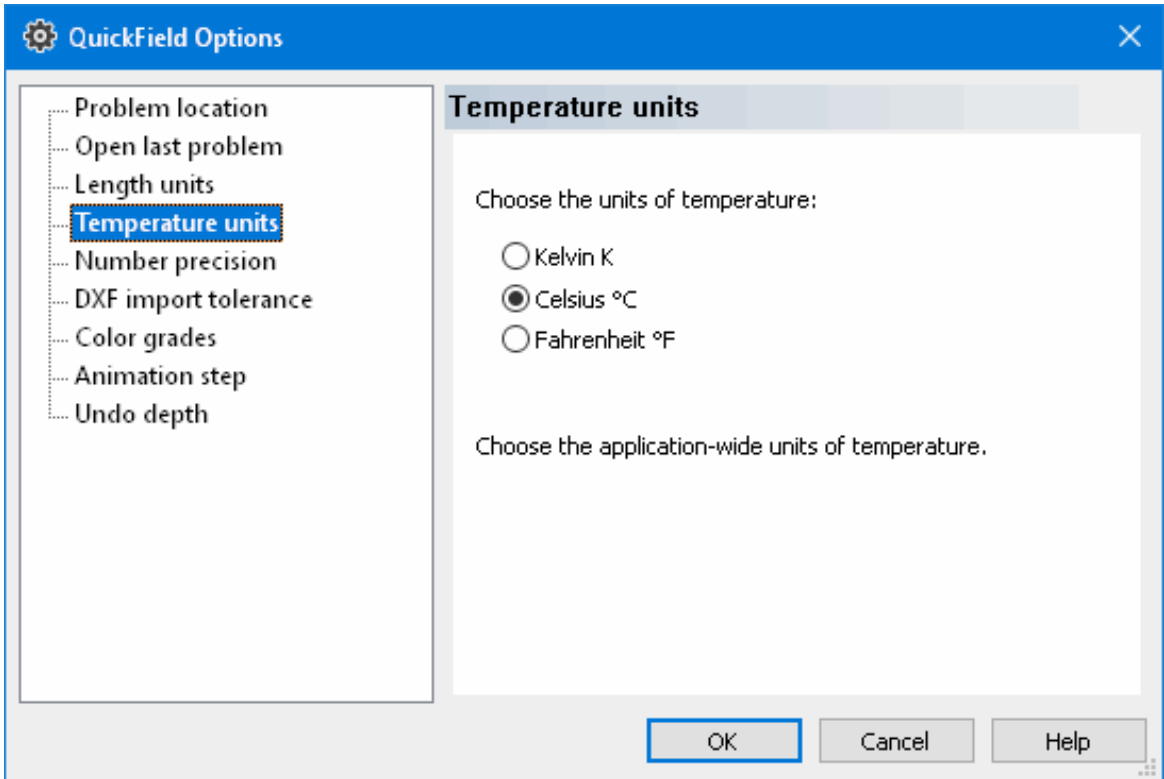 QuickField Options
Problem location
Open last problem
Length units
Temperature units
Number precision
DXF import tolerance
Color grades
Animation step
Undo depth
Temperature units
Choose the units of temperature:
Kelvin K
Celsius °C
Fahrenheit °F
Choose the application-wide units of temperature.
OK Cancel Help